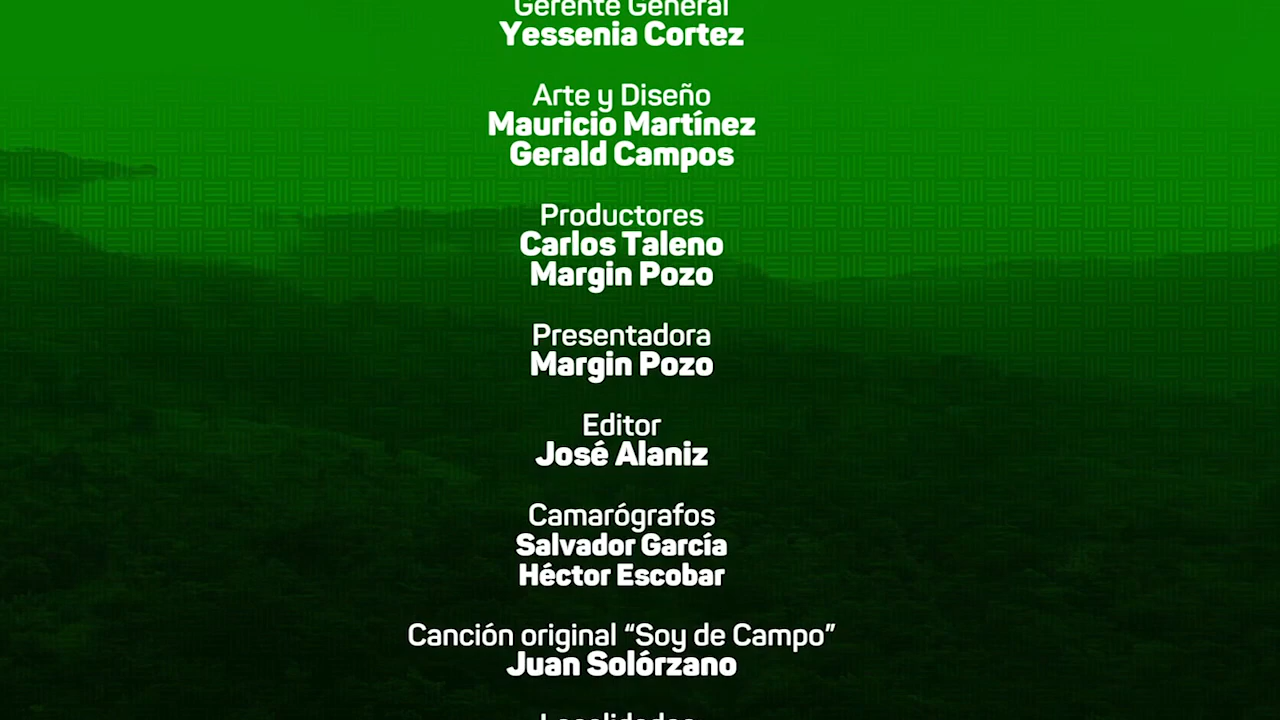 Gerente General
Yessenia Cortez
Arte y Diseño
Mauricio Martínez
Gerald Campos
Productores
Carlos Taleno
Margin Pozo
Presentadora
Margin Pozo
Editor
José Alaniz
Camarógrafos
Salvador García
Héctor Escobar
Canción original “Soy de Campo”
Juan Solórzano